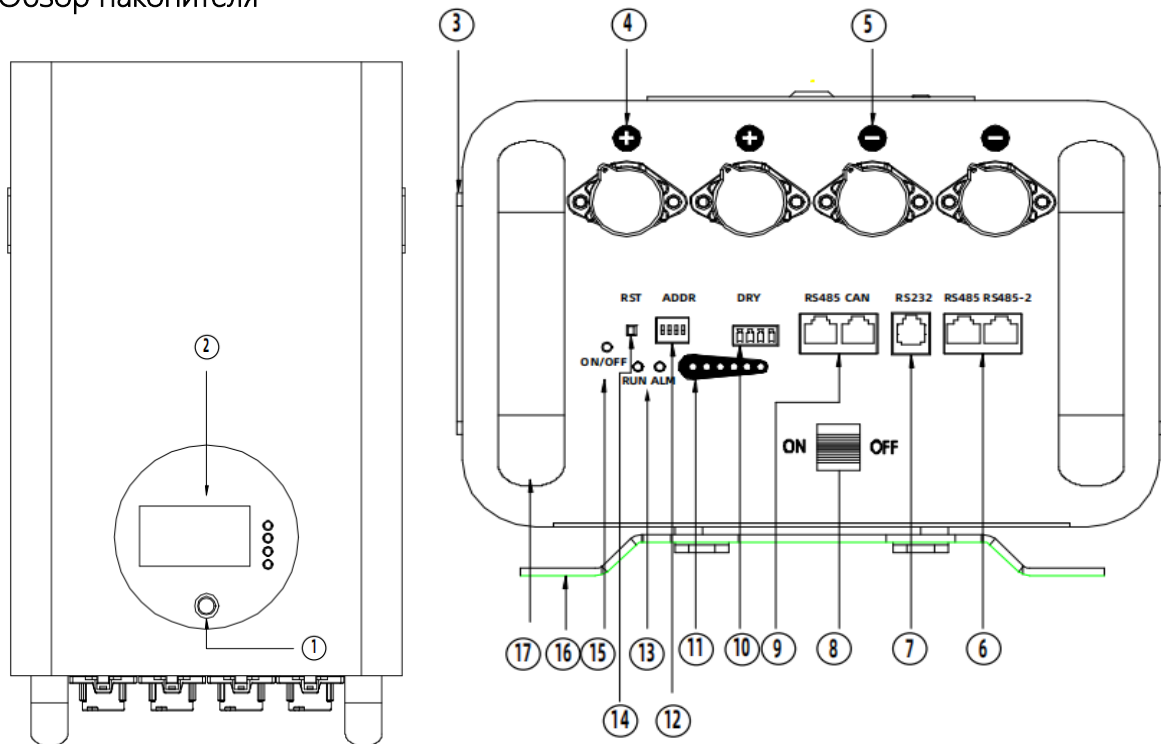 Обзор накопителя
3 4 5
RST ADDR DRY RS485 CAN RS232 RS485 RS485-2
2
ON/OFF
RUN ALM
ON OFF
1
17 16 15 13 11 10 9 8 7 6
14 12